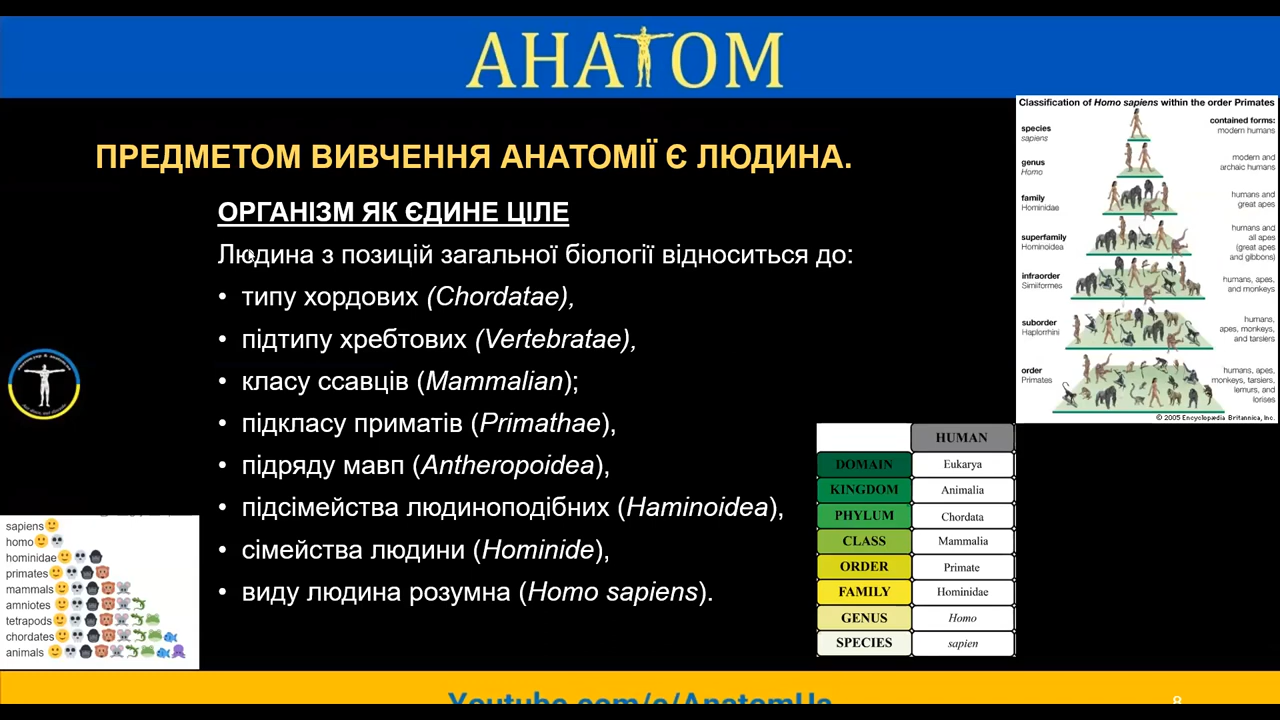 АНАТОМ
ПРЕДМЕТОМ ВИВЧЕННЯ АНАТОМІЇ Є ЛЮДИНА.
ОРГАНІЗМ ЯК ЄДИНЕ ЦІЛЕ
Людина з позицій загальної біології відноситься до:
• типу хордових (Chordatae),
• підтипу хребтових (Vertebratae),
• класу ссавців (Mammalian);
• підкласу приматів (Primathae),
• підряду мавп (Antheropoidea),
• підсімейства людиноподібних (Haminoidea),
• сімейства людини (Hominide),
• виду людина розумна (Homo sapiens).
Classification of Homo sapiens within the order Primates
contained forms:
species
sapiens
modern humans
genus
Homo
modern and
archaic humans
family
Hominidae
humans and
great apes
superfamily
Hominoidea
humans and
all apes
(great apes
and gibbons)
infraorder
Simiiformes
humans, apes,
and monkeys
suborder
Haplorrhini
humans,
apes, monkeys,
and tarsiers
order
Primates
humans, apes,
monkeys, tarsiers,
lemurs, and
lorises
© 2005 Encyclopædia Britannica, Inc.
HUMAN
DOMAIN Eukarya
KINGDOM Animalia
PHYLUM Chordata
CLASS Mammalia
ORDER Primate
FAMILY Hominidae
GENUS Homo
SPECIES sapien
sapiens
homo
hominidae
primates
mammals
amniotes
tetrapods
chordates
animals
Youtube.com/c/AnatomUa
8